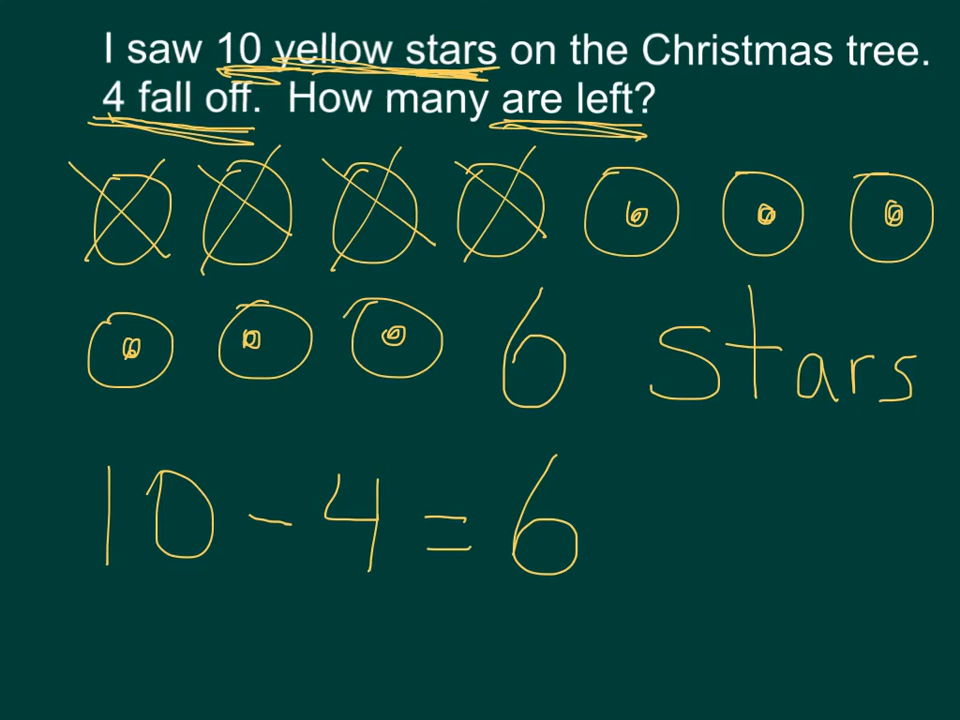 I saw 10 yellow stars on the Christmas tree.
4 fall off. How many are left?
6 stars
10 - 4 = 6